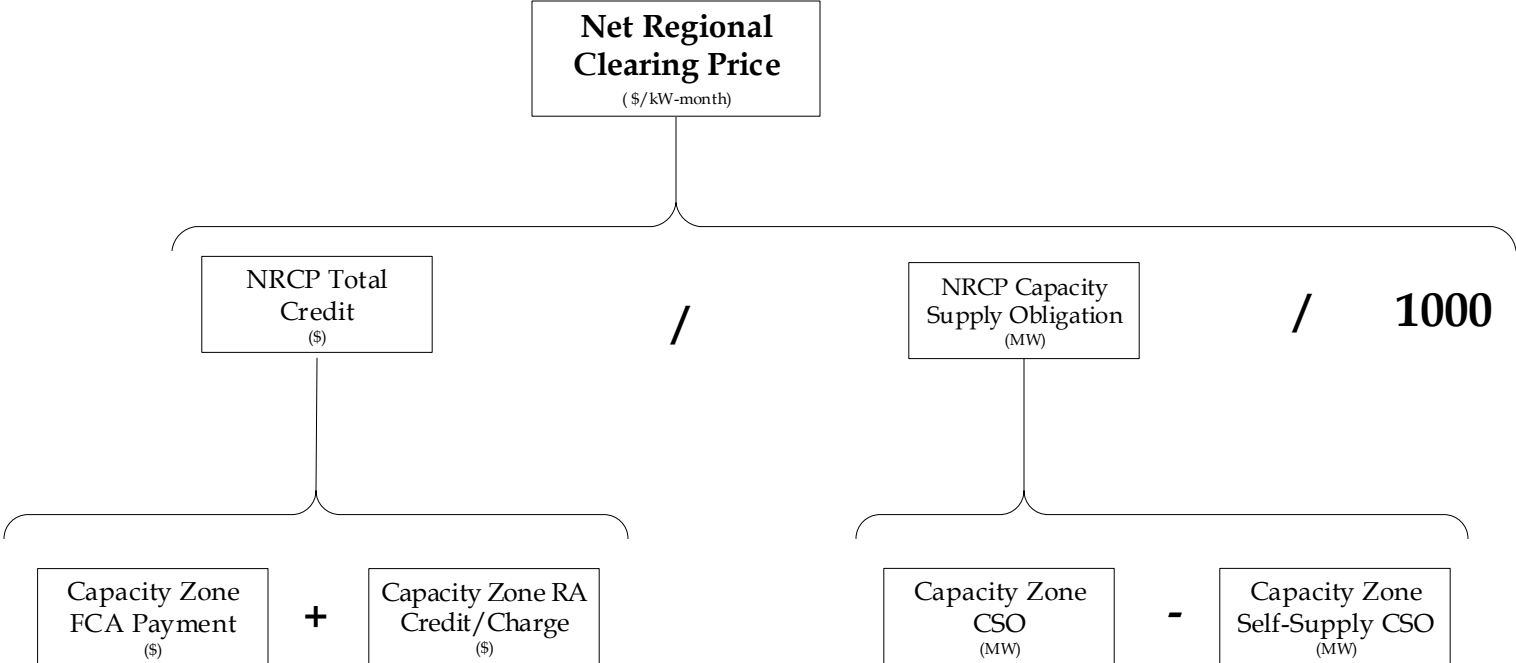 Net Regional
Clearing Price
( $/kW-month)
NRCP Total
Credit
($)
/
NRCP Capacity
Supply Obligation
(MW)
/
1000
Capacity Zone
FCA Payment
($)
+
Capacity Zone RA
Credit/Charge
($)
Capacity Zone
CSO
(MW)
-
Capacity Zone
Self-Supply CSO
(MW)